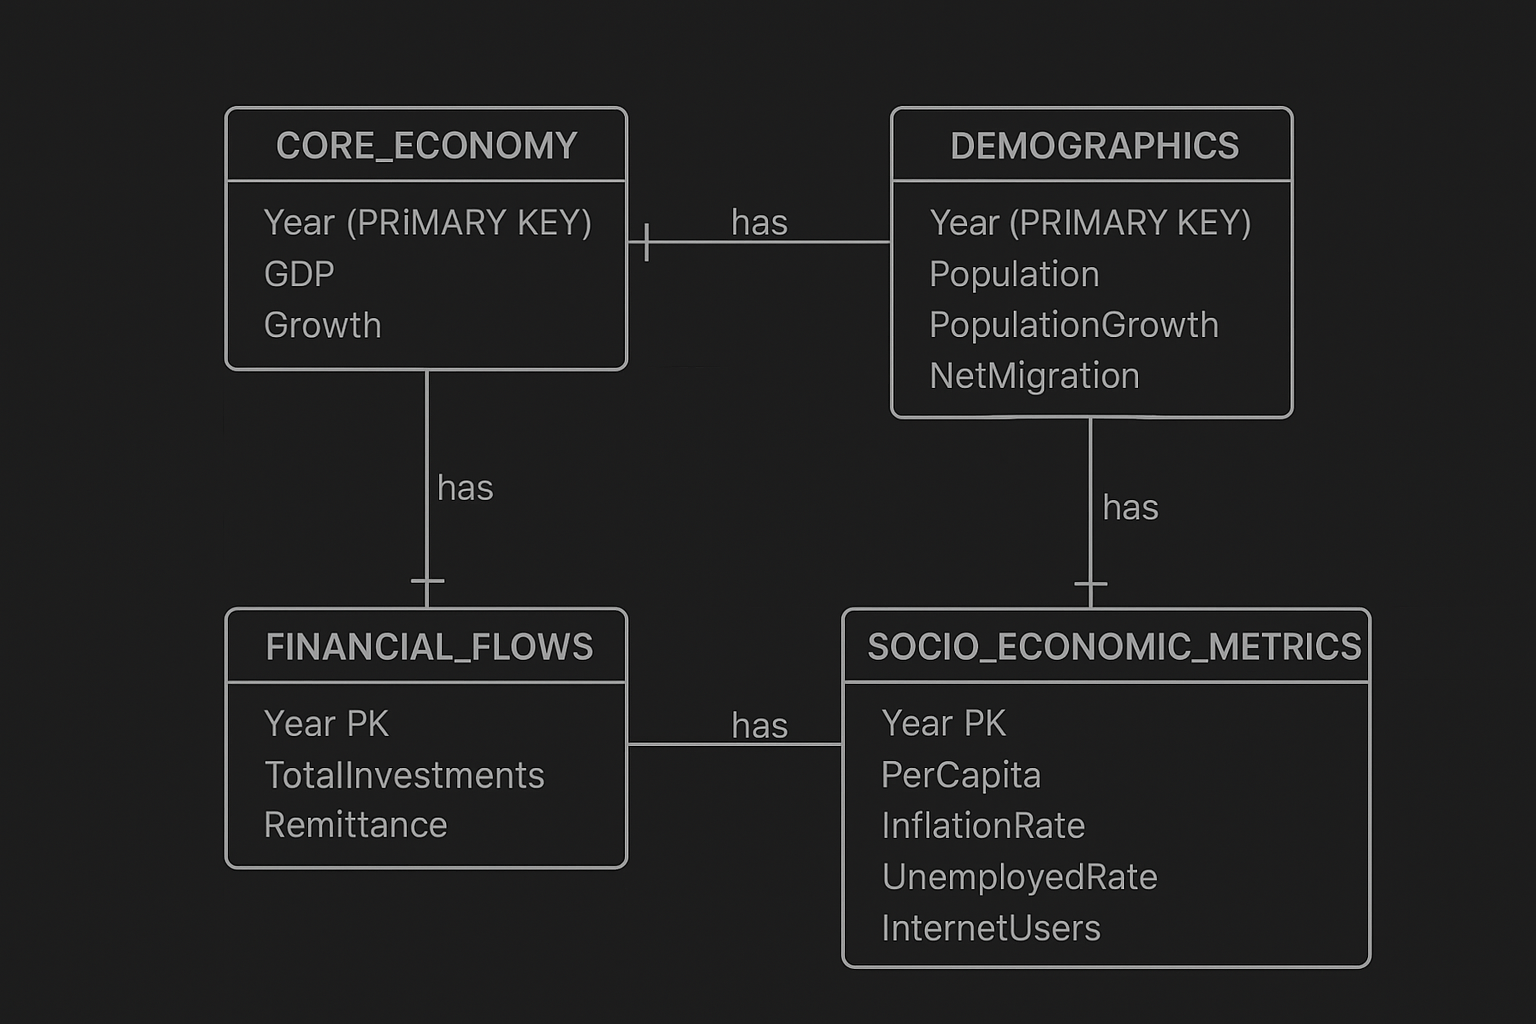 CORE_ECONOMY
Year (PRiMARY KEY)
GDP
Growth
has
DEMOGRAPHICS
Year (PRIMARY KEY)
Population
PopulationGrowth
NetMigration
has
has
FINANCIAL_FLOWS
Year PK
TotalInvestments
Remittance
has
SOCIO_ECONOMIC_METRICS
Year PK
PerCapita
InflationRate
UnemployedRate
InternetUsers